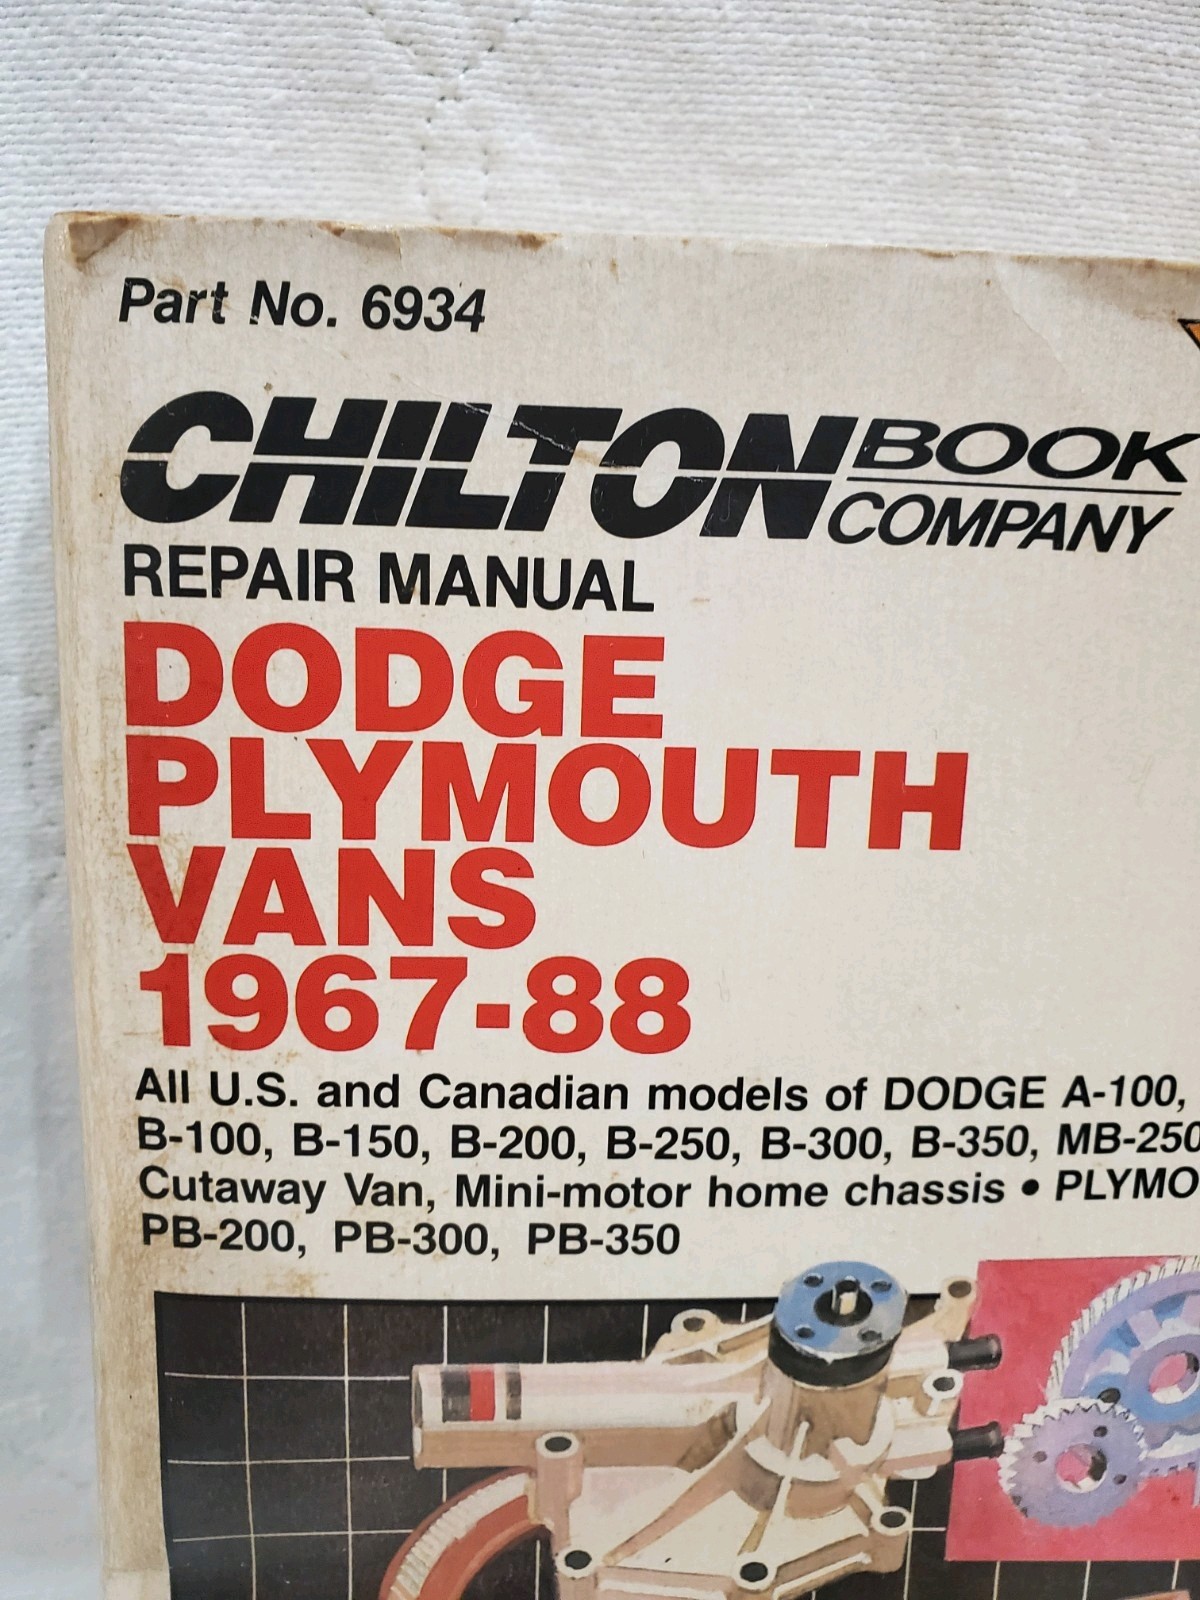 Part No. 6934
CHILTON BOOK COMPANY
REPAIR MANUAL
DODGE
PLYMOUTH
VANS
1967-88
All U.S. and Canadian models of DODGE A-100,
B-100, B-150, B-200, B-250, B-300, B-350, MB-250
Cutaway Van, Mini-motor home chassis • PLYMO
PB-200, PB-300, PB-350